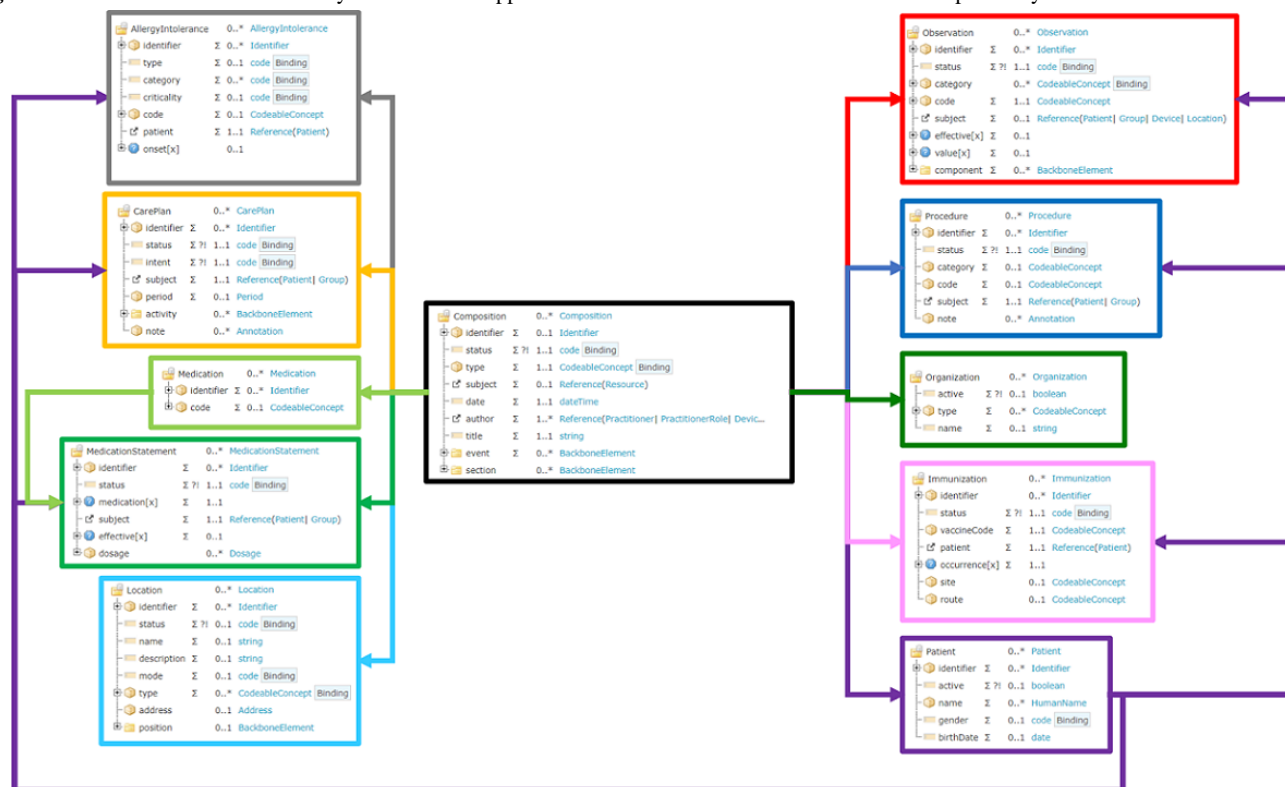 AllergyIntolerance 0..* AllergyIntolerance
identifier Σ 0..* Identifier
type Σ 0..1 code Binding
category Σ 0..* code Binding
criticality Σ 0..1 code Binding
code Σ 0..1 CodeableConcept
patient Σ 1..1 Reference(Patient)
onset[x] 0..1
CarePlan 0..* CarePlan
identifier Σ 0..* Identifier
status Σ ?! 1..1 code Binding
intent Σ ?! 1..1 code Binding
subject Σ 1..1 Reference(Patient| Group)
period Σ 0..1 Period
activity 0..* BackboneElement
note 0..* Annotation
Medication 0..* Medication
identifier Σ 0..* Identifier
code Σ 0..1 CodeableConcept
MedicationStatement 0..* MedicationStatement
identifier Σ 0..* Identifier
status Σ ?! 1..1 code Binding
medication[x] Σ 1..1
subject Σ 1..1 Reference(Patient| Group)
effective[x] Σ 0..1
dosage 0..* Dosage
Location 0..* Location
identifier Σ 0..* Identifier
status Σ ?! 0..1 code Binding
name Σ 0..1 string
description Σ 0..1 string
mode Σ 0..1 code Binding
type Σ 0..* CodeableConcept Binding
address 0..1 Address
position 0..1 BackboneElement
Composition 0..* Composition
identifier Σ 0..1 Identifier
status Σ ?! 1..1 code Binding
type Σ 1..1 CodeableConcept Binding
subject Σ 0..1 Reference(Resource)
date Σ 1..1 dateTime
author Σ 1..* Reference(Practitioner| PractitionerRole| Devic...
title Σ 1..1 string
event Σ 0..* BackboneElement
section 0..* BackboneElement
Observation 0..* Observation
identifier Σ 0..* Identifier
status Σ ?! 1..1 code Binding
category 0..* CodeableConcept Binding
code Σ 1..1 CodeableConcept
subject Σ 0..1 Reference(Patient| Group| Device| Location)
effective[x] Σ 0..1
value[x] Σ 0..1
component Σ 0..* BackboneElement
Procedure 0..* Procedure
identifier Σ 0..* Identifier
status Σ ?! 1..1 code Binding
category Σ 0..1 CodeableConcept
code Σ 0..1 CodeableConcept
subject Σ 1..1 Reference(Patient| Group)
note 0..* Annotation
Organization 0..* Organization
active Σ ?! 0..1 boolean
type Σ 0..* CodeableConcept
name Σ 0..1 string
Immunization 0..* Immunization
identifier 0..* Identifier
status Σ ?! 1..1 code Binding
vaccineCode Σ 1..1 CodeableConcept
patient Σ 1..1 Reference(Patient)
occurrence[x] Σ 1..1
site 0..1 CodeableConcept
route 0..1 CodeableConcept
Patient 0..* Patient
identifier Σ 0..* Identifier
active Σ ?! 0..1 boolean
name Σ 0..* HumanName
gender Σ 0..1 code Binding
birthDate Σ 0..1 date